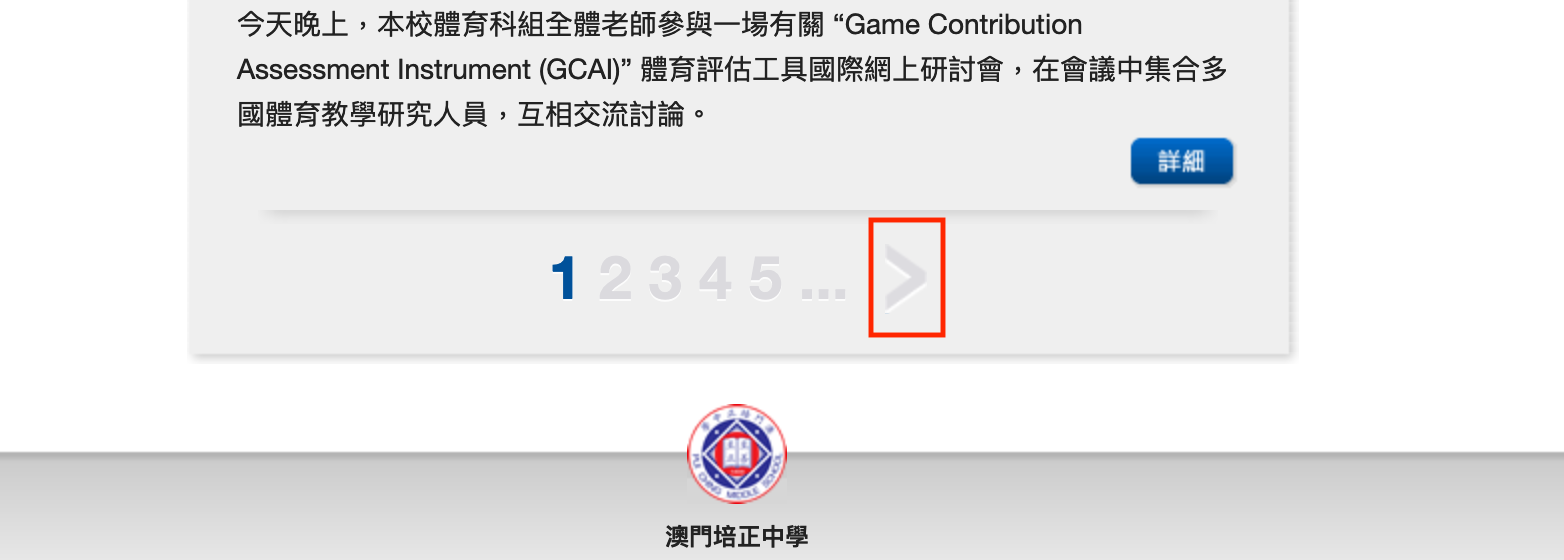 今天晚上，本校體育科組全體老師參與一場有關 “Game Contribution
Assessment Instrument (GCAI)” 體育評估工具國際網上研討會，在會議中集合多
國體育教學研究人員，互相交流討論。
詳細
1 2 3 4 5 ... >
PUI CHING MIDDLE SCHOOL
澳門培正中學